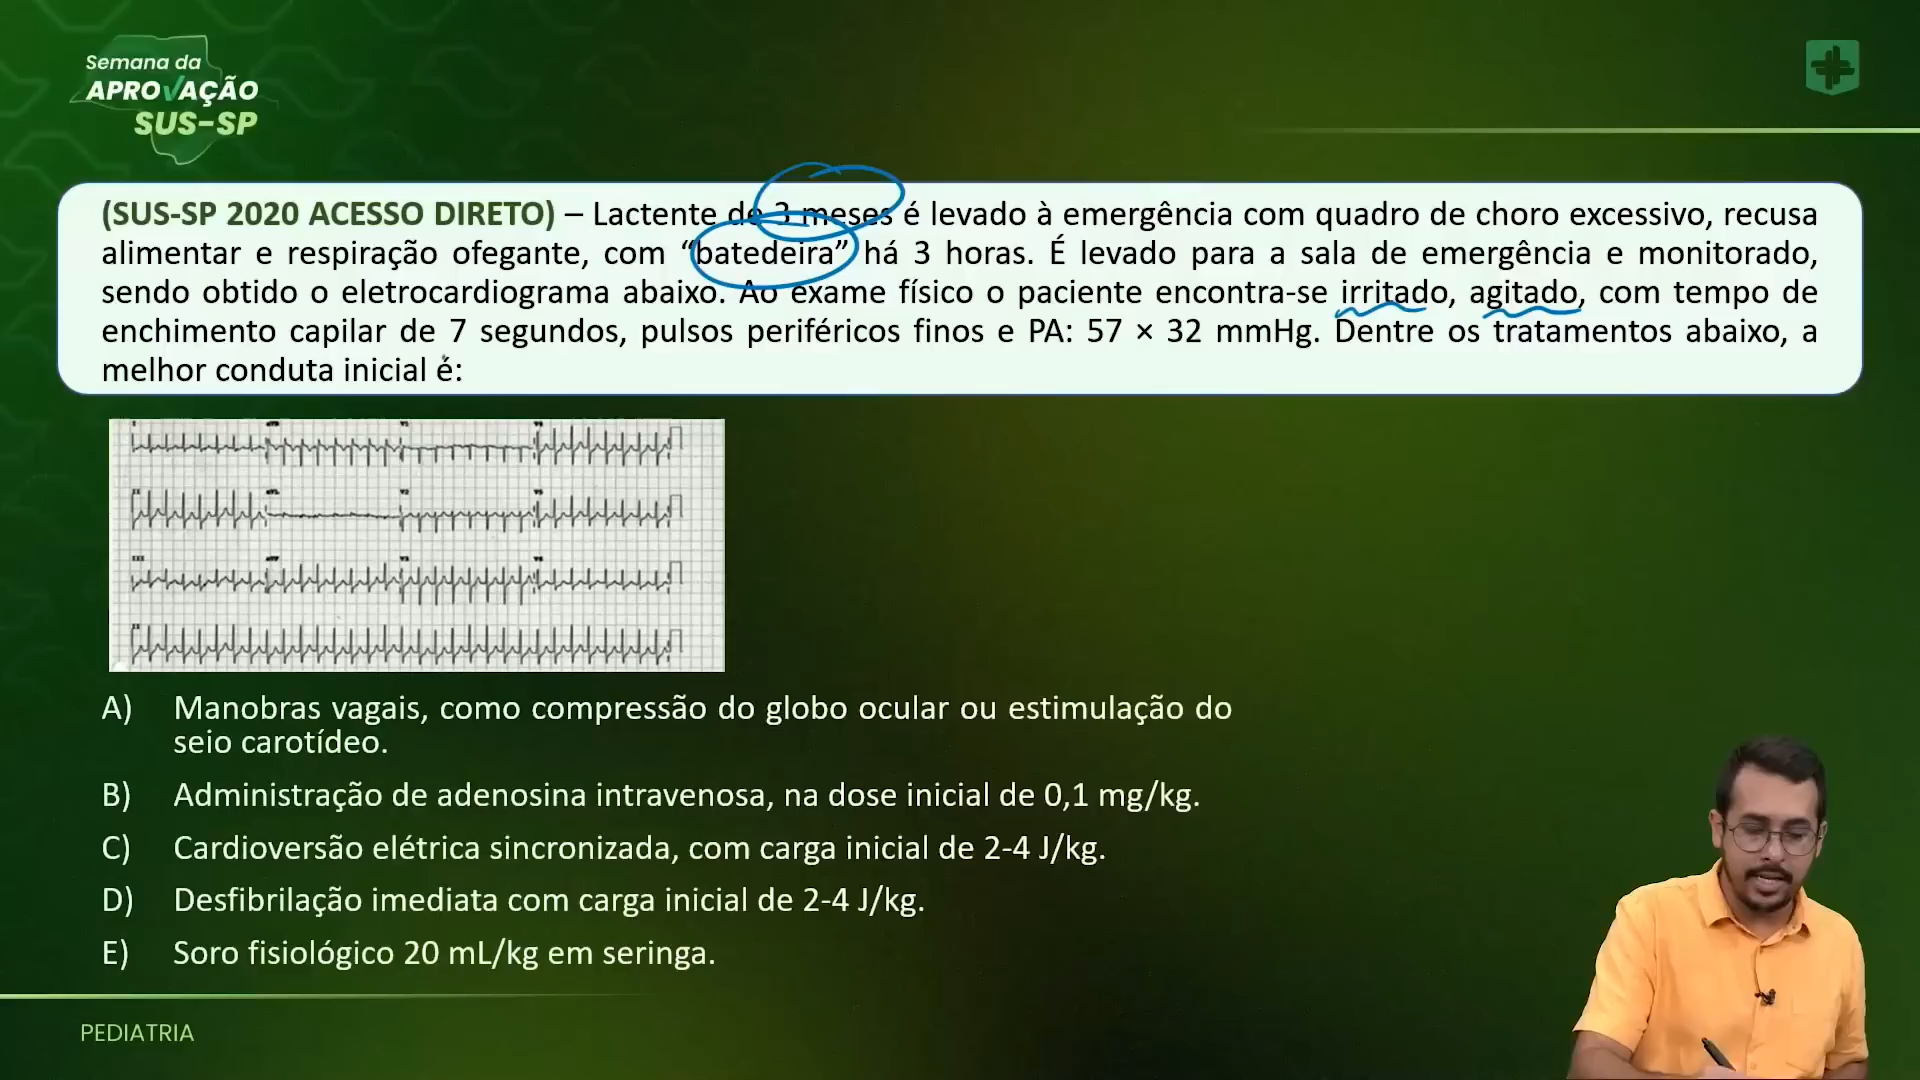 Semana da
APROVAÇÃO
SUS-SP
(SUS-SP 2020 ACESSO DIRETO) – Lactente de 3 meses é levado à emergência com quadro de choro excessivo, recusa
alimentar e respiração ofegante, com “batedeira” há 3 horas. É levado para a sala de emergência e monitorado,
sendo obtido o eletrocardiograma abaixo. Ao exame físico o paciente encontra-se irritado, agitado, com tempo de
enchimento capilar de 7 segundos, pulsos periféricos finos e PA: 57 × 32 mmHg. Dentre os tratamentos abaixo, a
melhor conduta inicial é:
A) Manobras vagais, como compressão do globo ocular ou estimulação do
seio carotídeo.
B) Administração de adenosina intravenosa, na dose inicial de 0,1 mg/kg.
C) Cardioversão elétrica sincronizada, com carga inicial de 2-4 J/kg.
D) Desfibrilação imediata com carga inicial de 2-4 J/kg.
E) Soro fisiológico 20 mL/kg em seringa.
PEDIATRIA